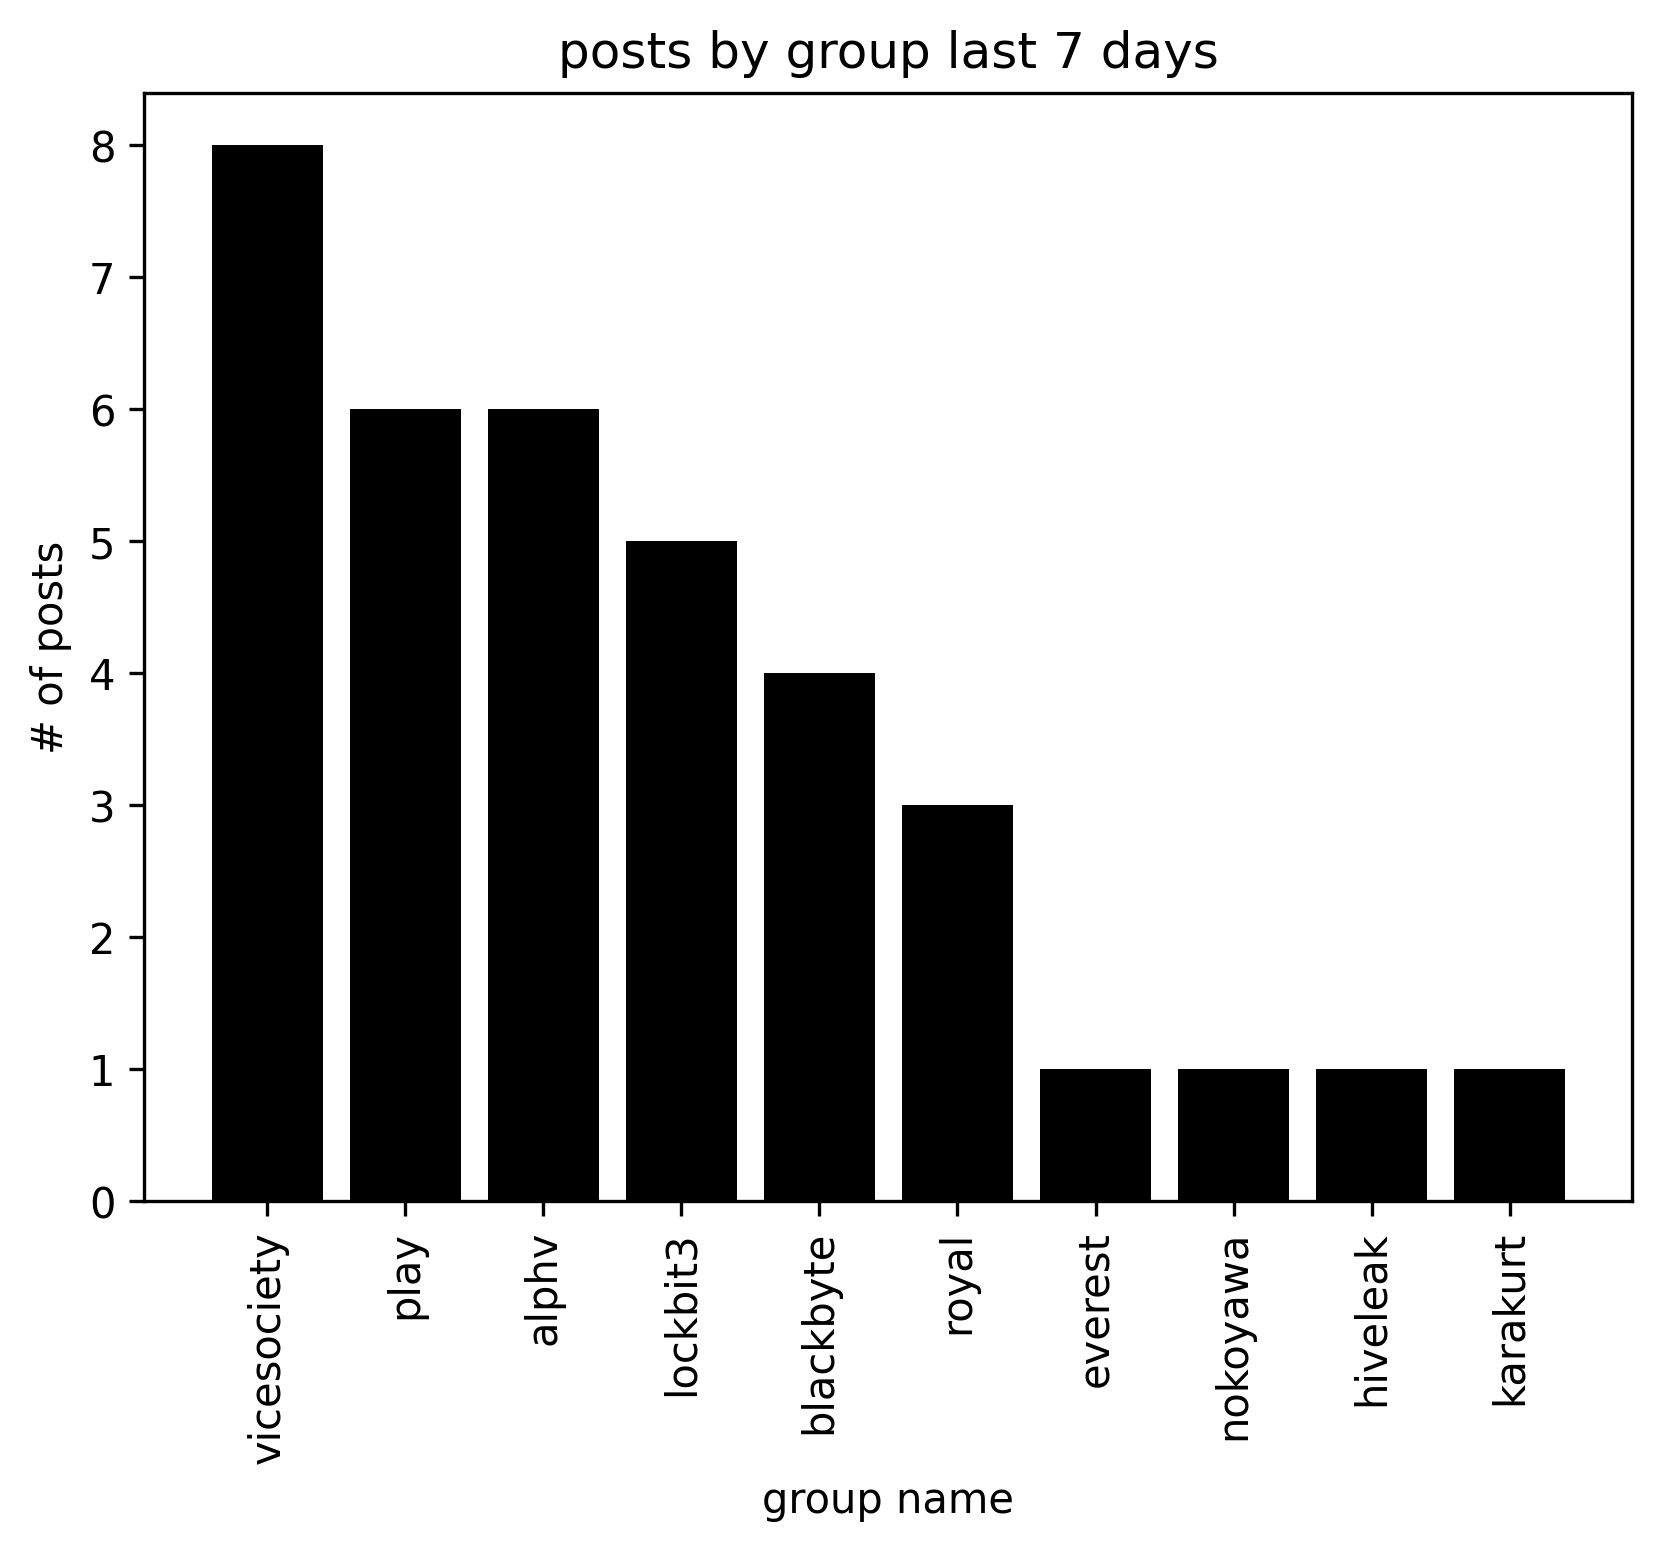 posts by group last 7 days
# of posts
8
7
6
5
4
3
2
1
0
vicesociety
play
alphv
lockbit3
blackbyte
royal
everest
nokoyawa
hiveleak
karakurt
group name